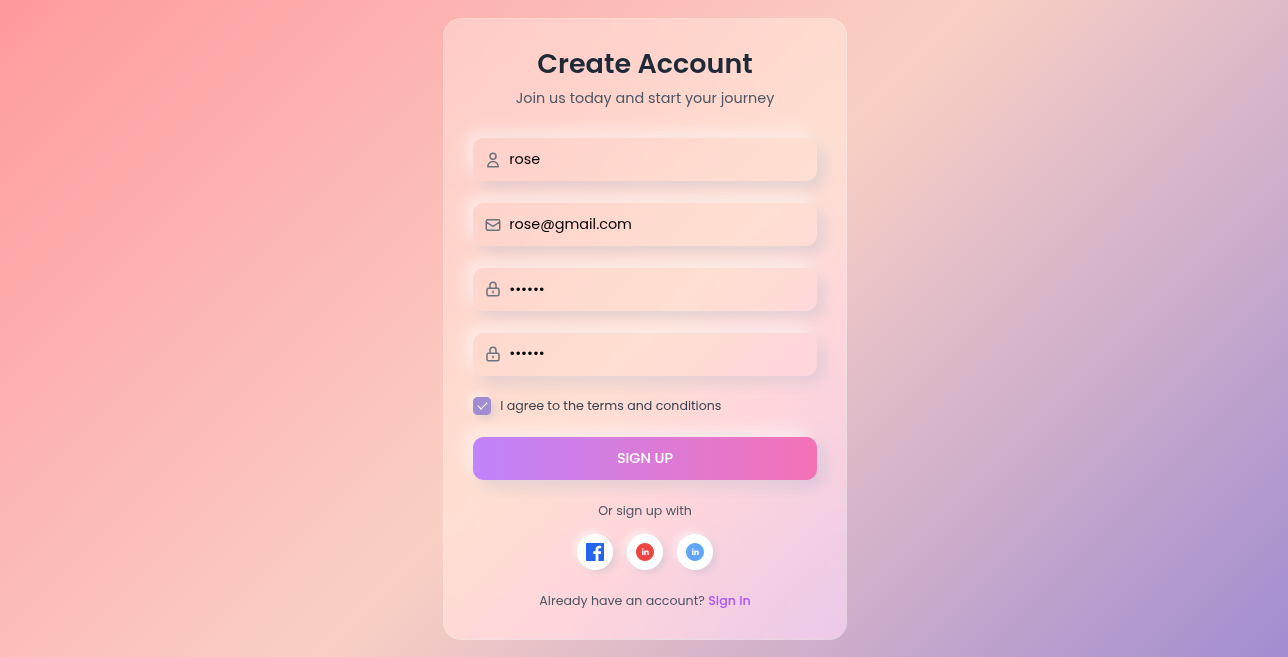 Create Account
Join us today and start your journey
rose
rose@gmail.com
••••••
••••••
I agree to the terms and conditions
SIGN UP
Or sign up with
f in in
Already have an account? Sign In